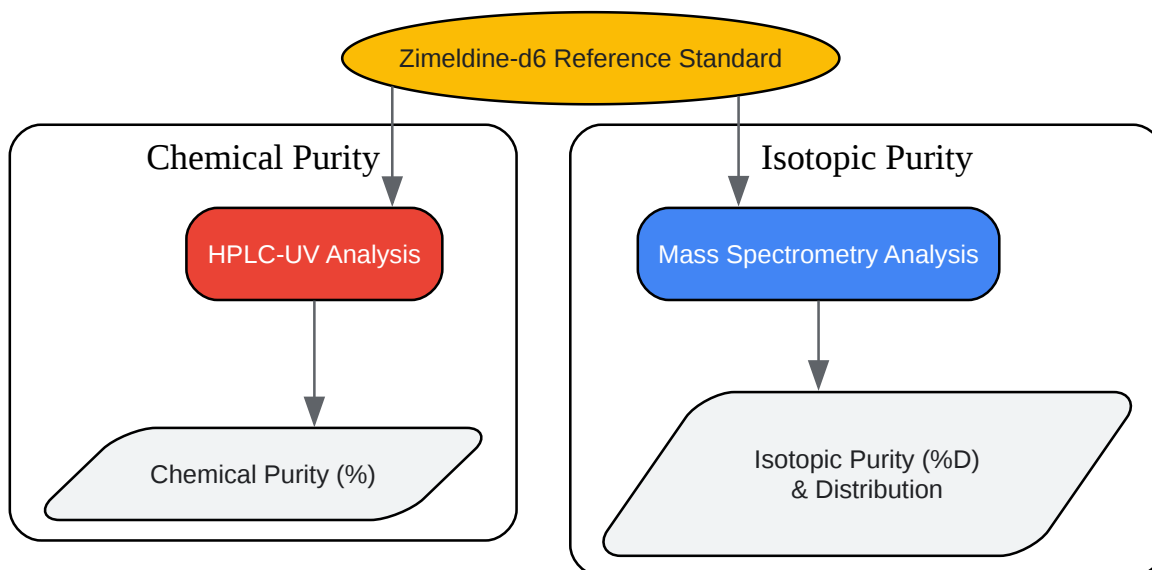 Zimeldine-d6 Reference Standard
Chemical Purity
Isotopic Purity
HPLC-UV Analysis
Mass Spectrometry Analysis
Chemical Purity (%)
Isotopic Purity (%D)
& Distribution